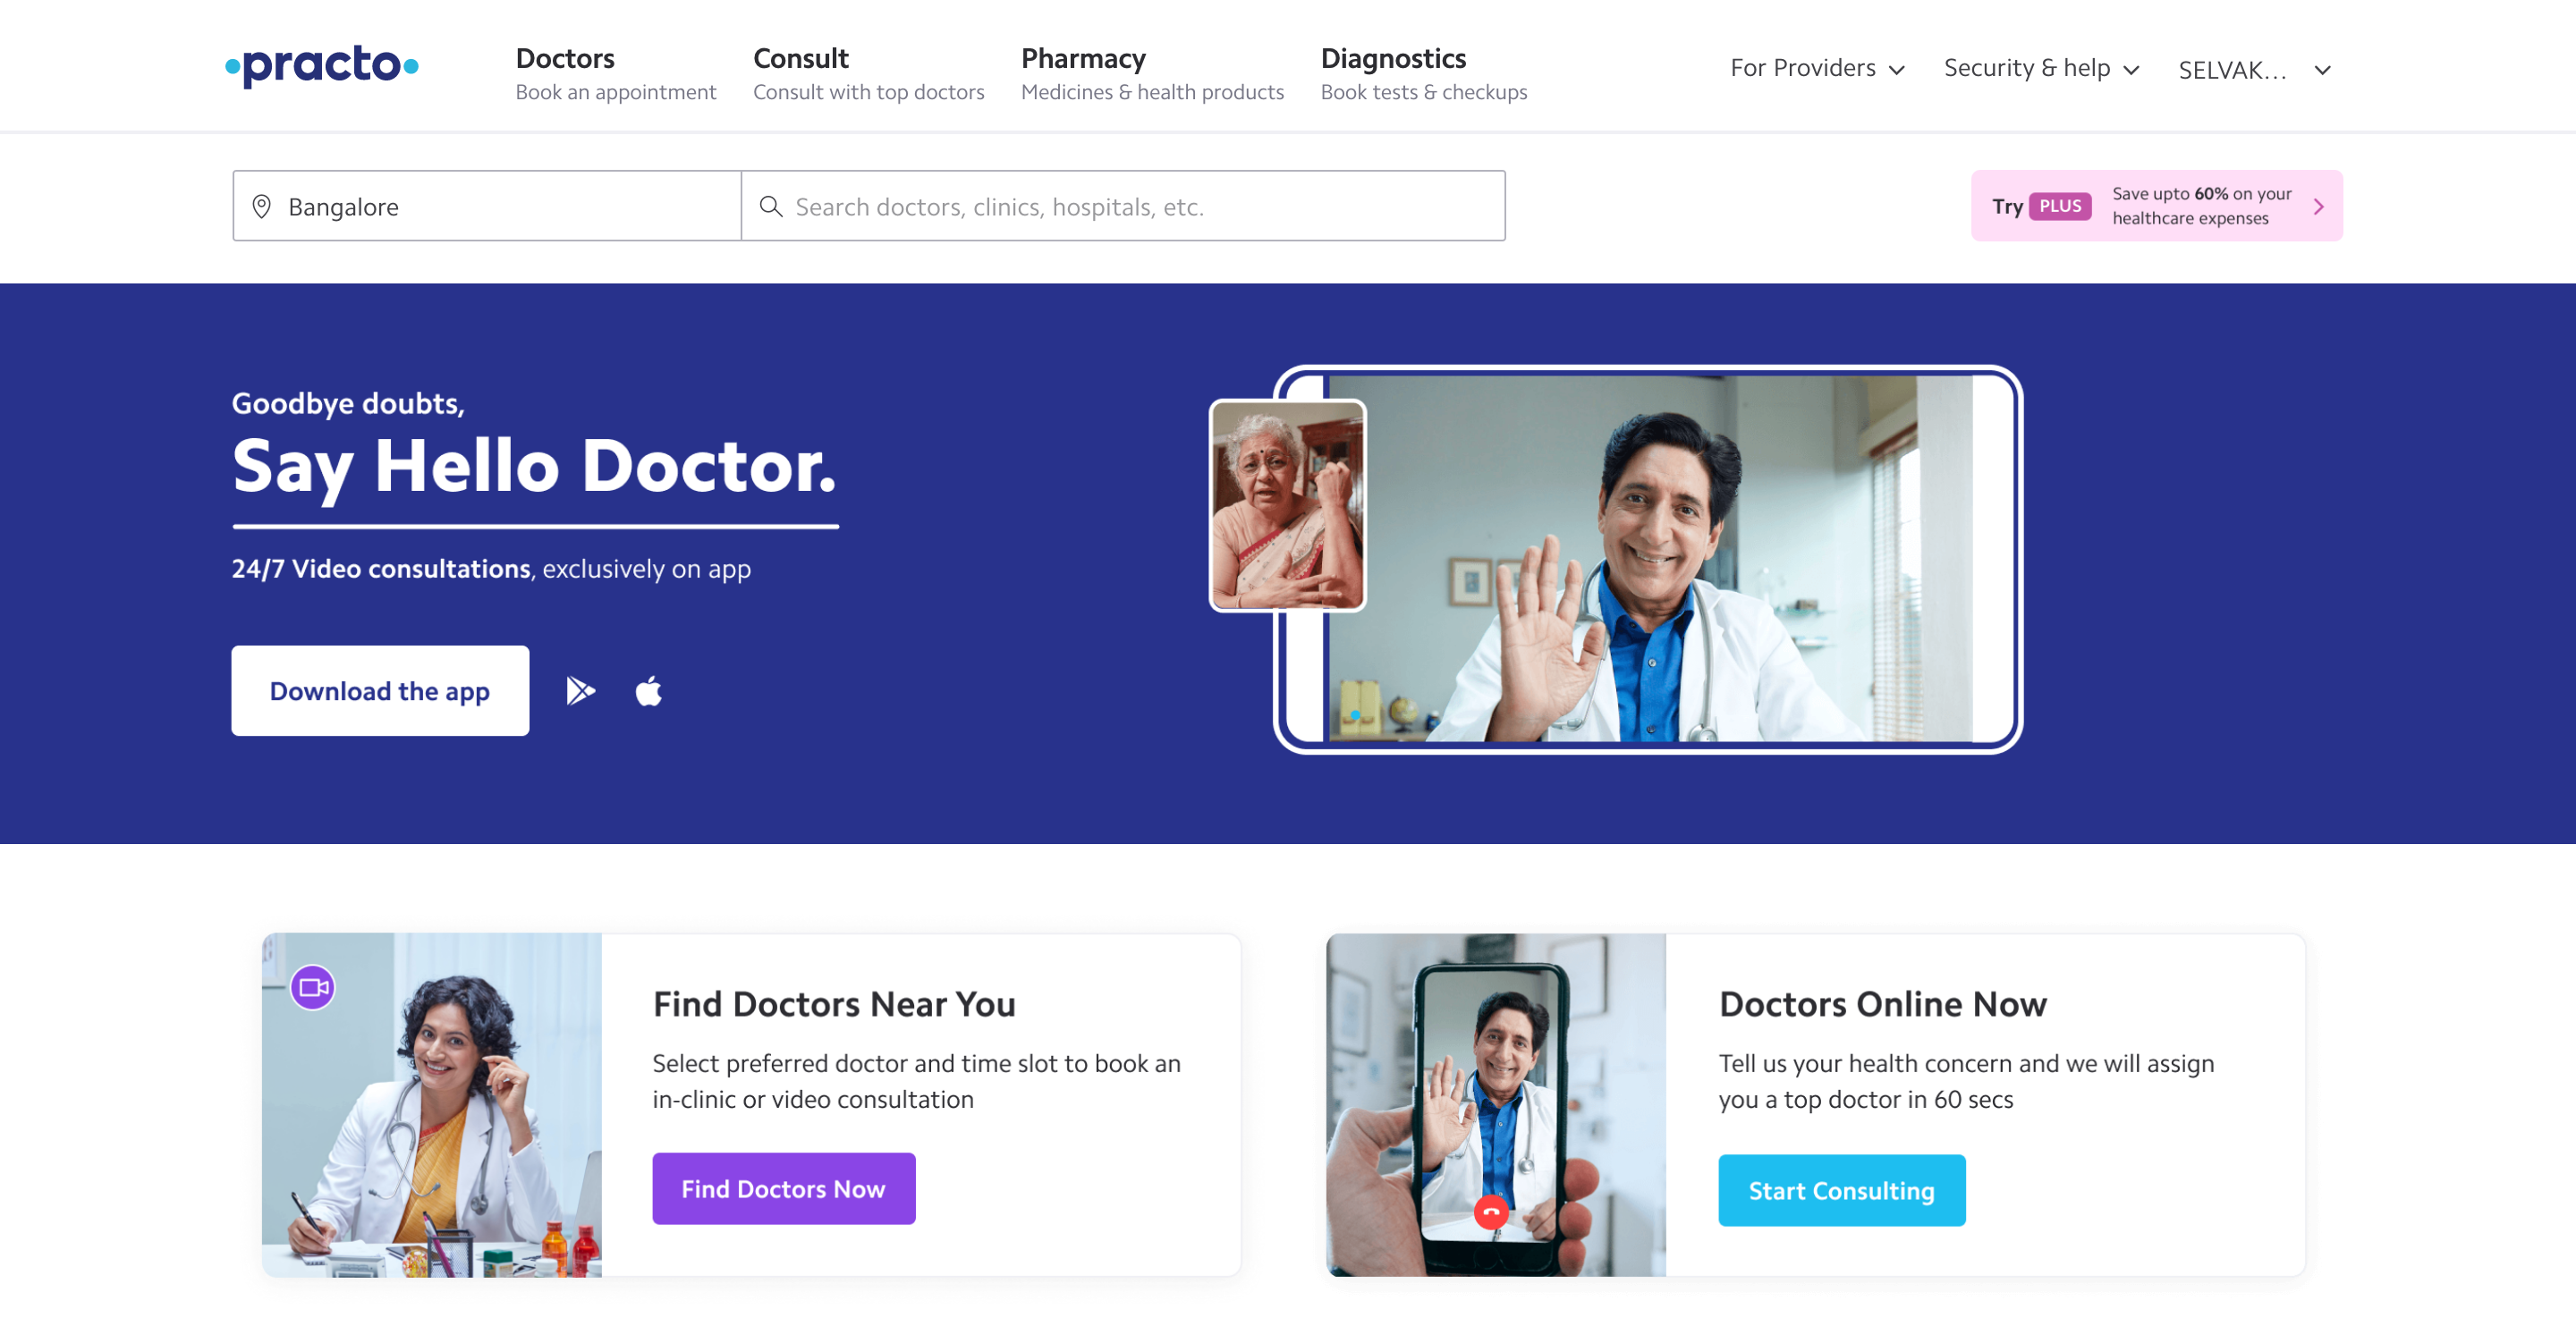 practo
Doctors
Book an appointment
Consult
Consult with top doctors
Pharmacy
Medicines & health products
Diagnostics
Book tests & checkups
For Providers
Security & help
SELVAK...
Bangalore
Search doctors, clinics, hospitals, etc.
Try PLUS
Save upto 60% on your
healthcare expenses
Goodbye doubts,
Say Hello Doctor.
24/7 Video consultations, exclusively on app
Download the app
Find Doctors Near You
Select preferred doctor and time slot to book an
in-clinic or video consultation
Find Doctors Now
Doctors Online Now
Tell us your health concern and we will assign
you a top doctor in 60 secs
Start Consulting